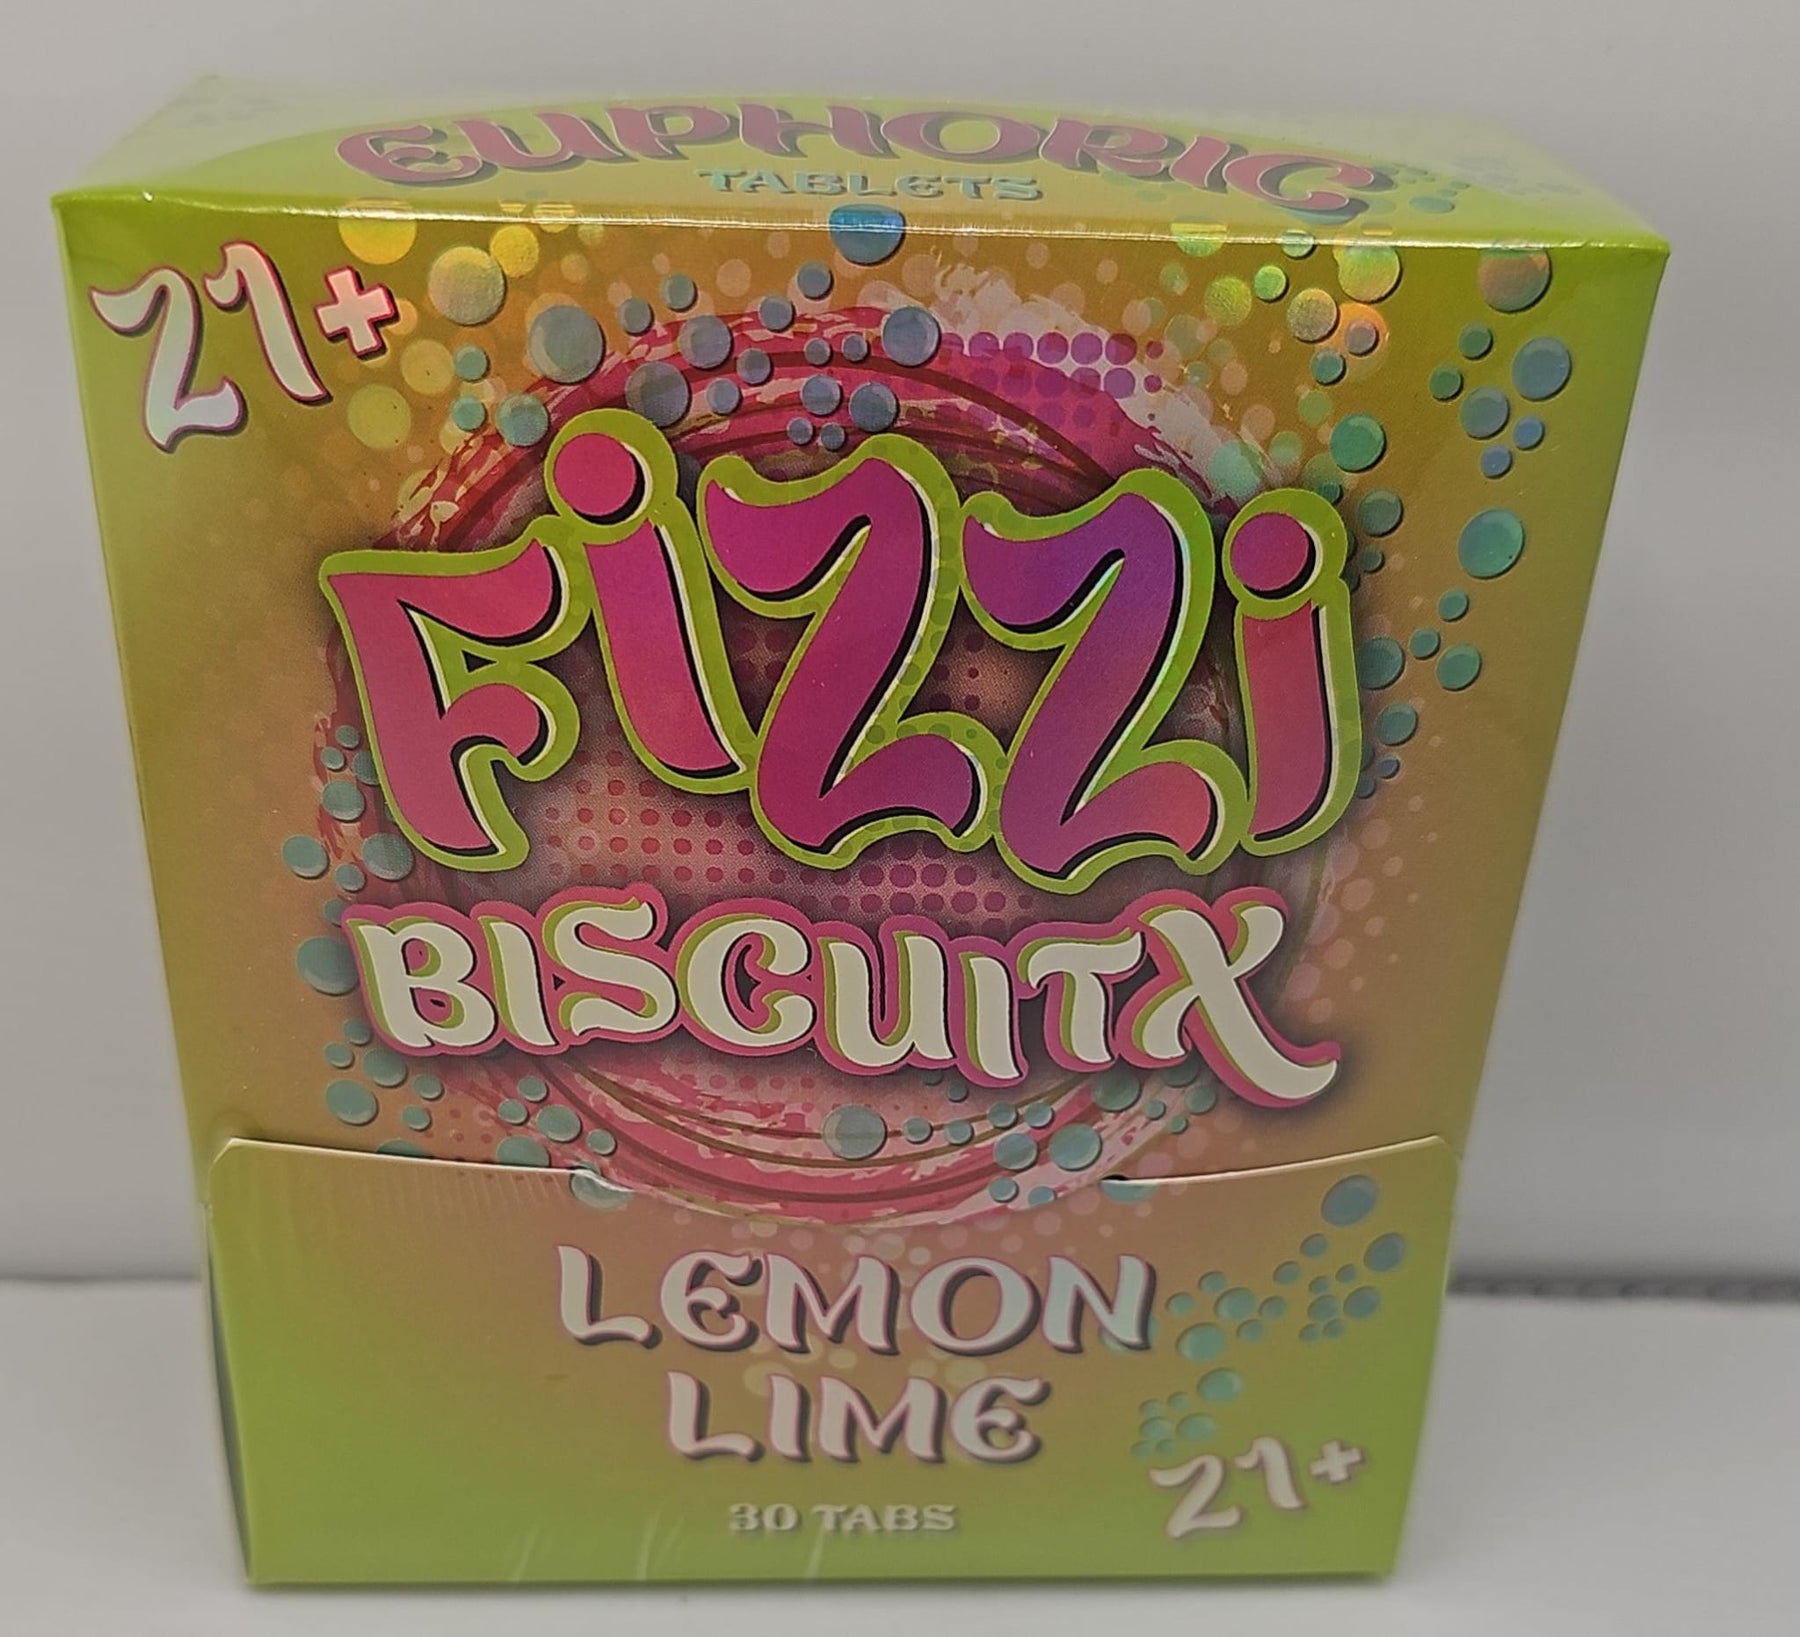 EUPHORIC
TABLETS
21+
FIZZI
BISCUITX
LEMON
LIME
30 TABS
21+